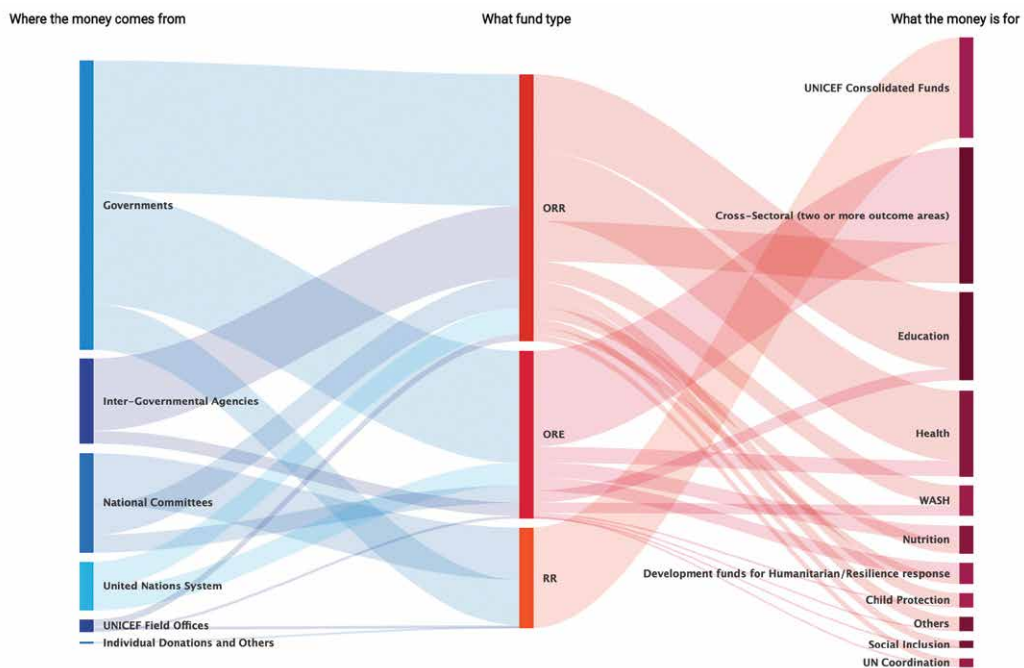 Where the money comes from
What fund type
What the money is for
Governments
Inter-Governmental Agencies
National Committees
United Nations System
UNICEF Field Offices
Individual Donations and Others
ORR
ORE
RR
UNICEF Consolidated Funds
Cross-Sectoral (two or more outcome areas)
Education
Health
WASH
Nutrition
Development funds for Humanitarian/Resilience response
Child Protection
Others
Social Inclusion
UN Coordination